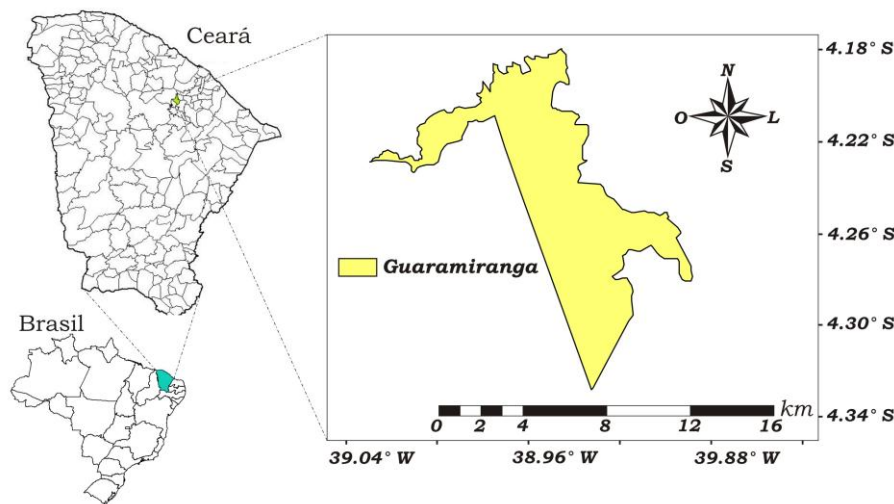 Ceará
Brasil
Guaramiranga
N
O L
S
4.18° S
4.22° S
4.26° S
4.30° S
4.34° S
km
0 2 4 8 12 16
39.04° W 38.96° W 39.88° W